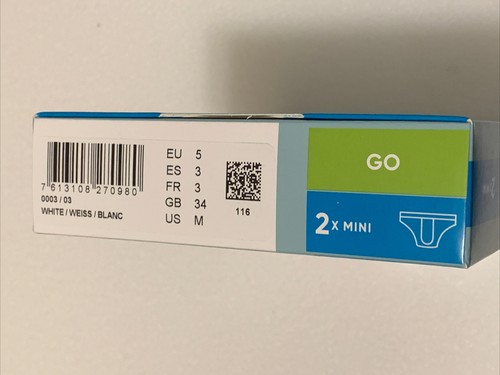 7 613108 270980
0003 / 03
WHITE / WEISS / BLANC
EU 5
ES 3
FR 3
GB 34
US M
116
GO
2 X MINI